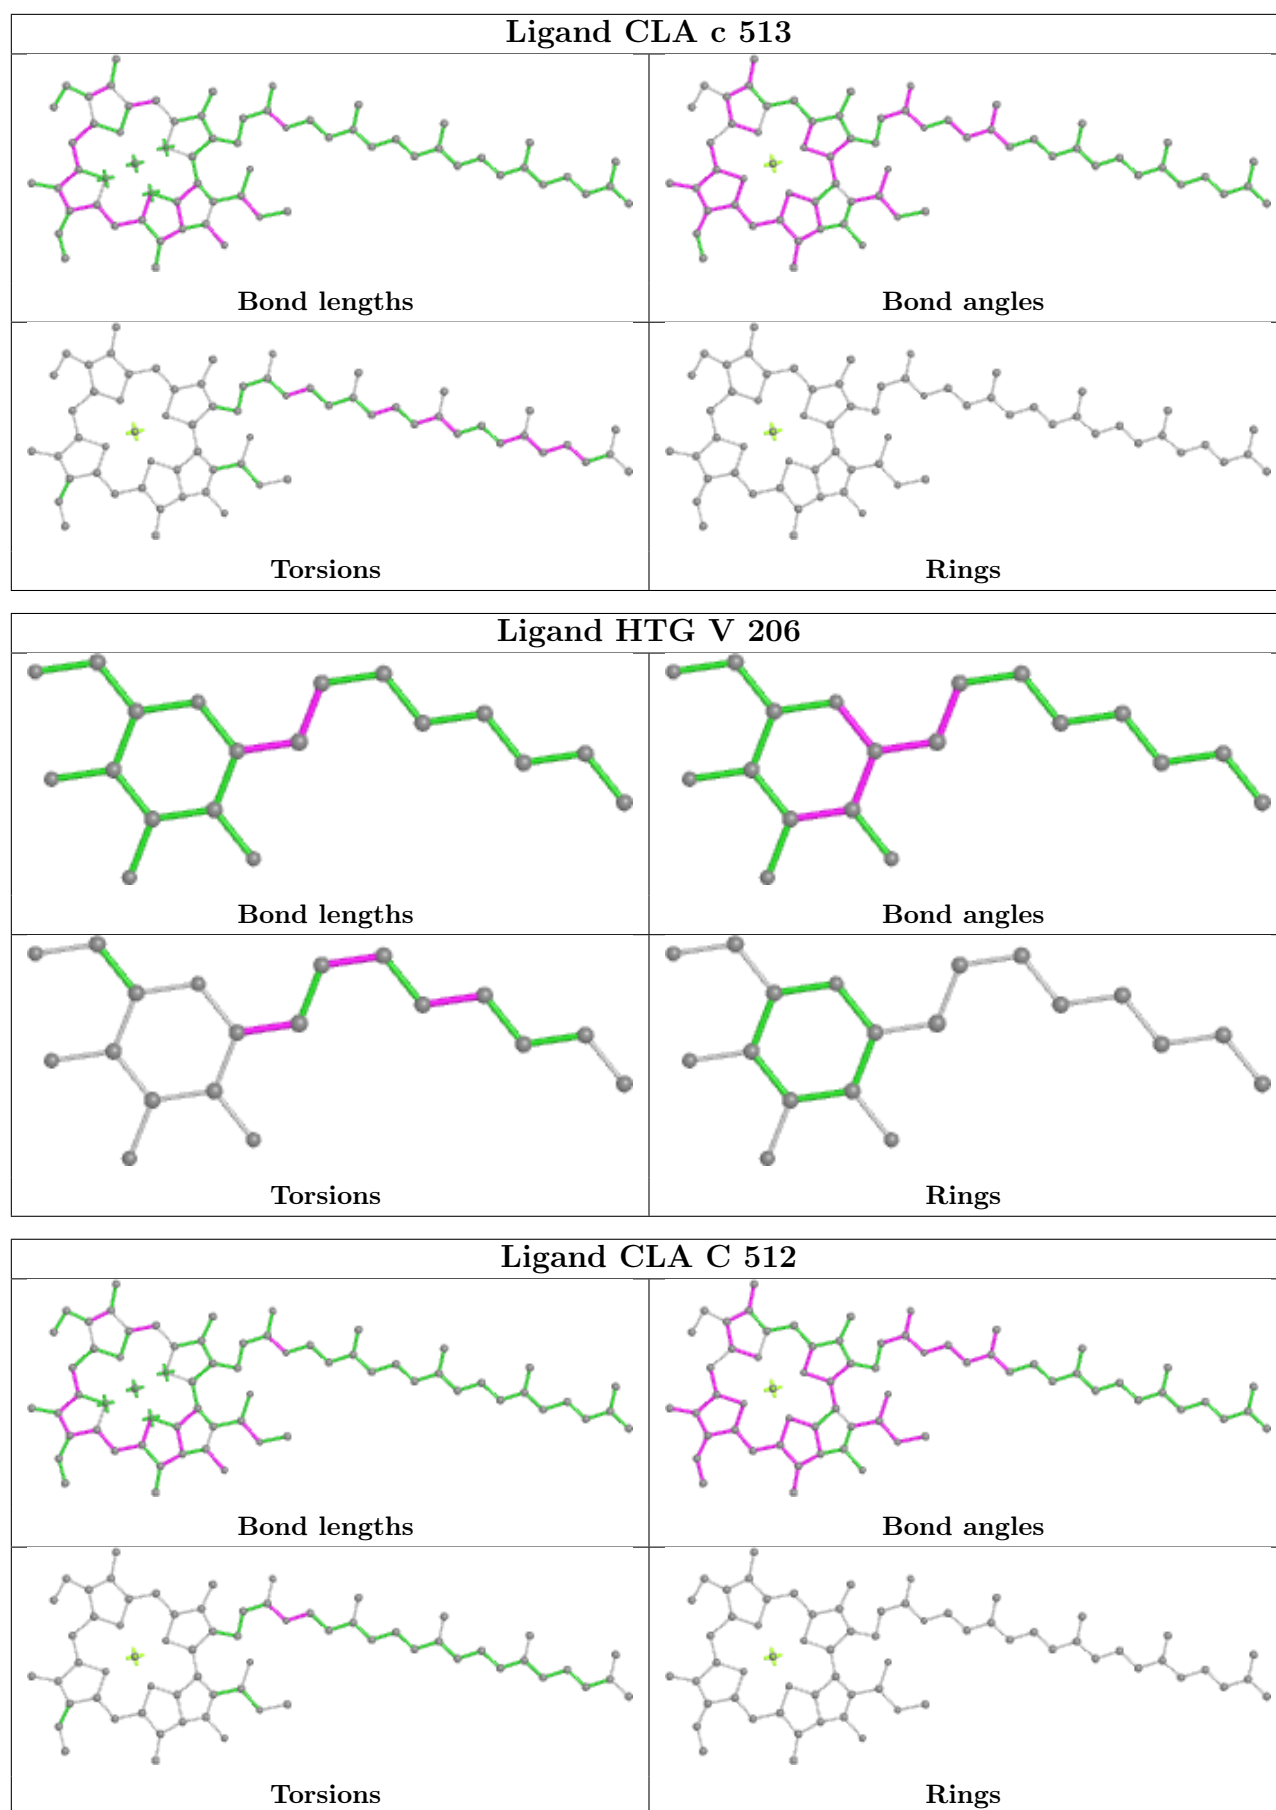 Ligand CLA c 513
Bond lengths
Bond angles
Torsions
Rings
Ligand HTG V 206
Bond lengths
Bond angles
Torsions
Rings
Ligand CLA C 512
Bond lengths
Bond angles
Torsions
Rings